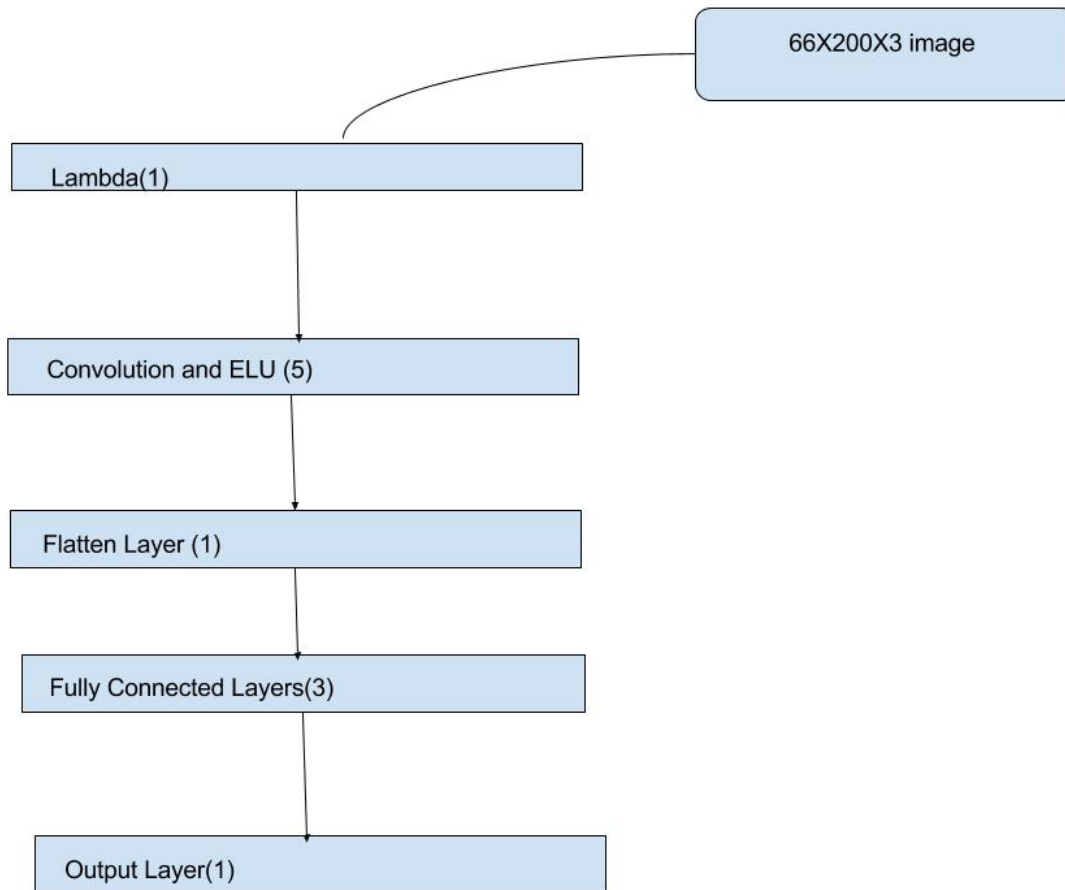 66X200X3 image
Lambda(1)
Convolution and ELU (5)
Flatten Layer (1)
Fully Connected Layers(3)
Output Layer(1)